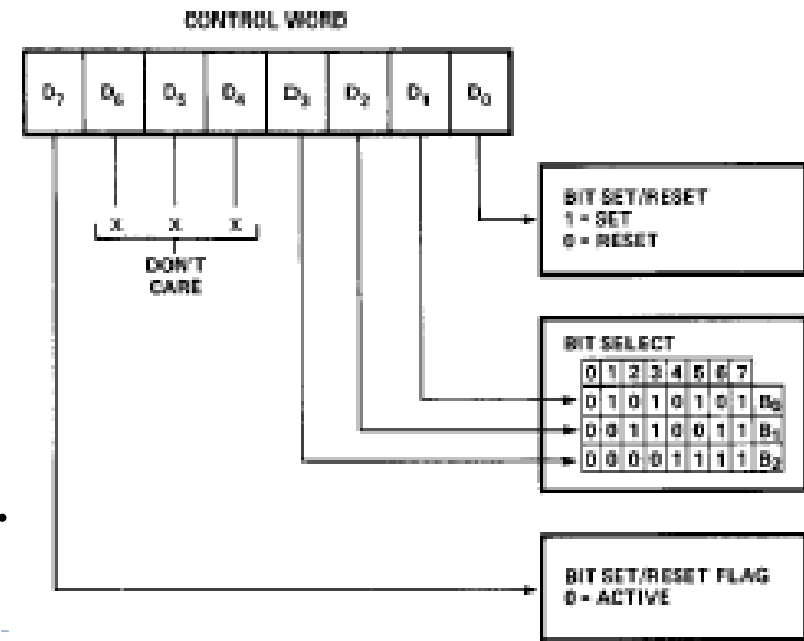 CONTROL WORD
D7 D6 D5 D4 D3 D2 D1 D0
BIT SET/RESET
1 = SET
0 = RESET
X X X
DON'T
CARE
BIT SELECT
0 1 2 3 4 5 6 7
0 1 0 1 0 1 0 1 B0
0 0 1 1 0 0 1 1 B1
0 0 0 0 1 1 1 1 B2
BIT SET/RESET FLAG
0 = ACTIVE